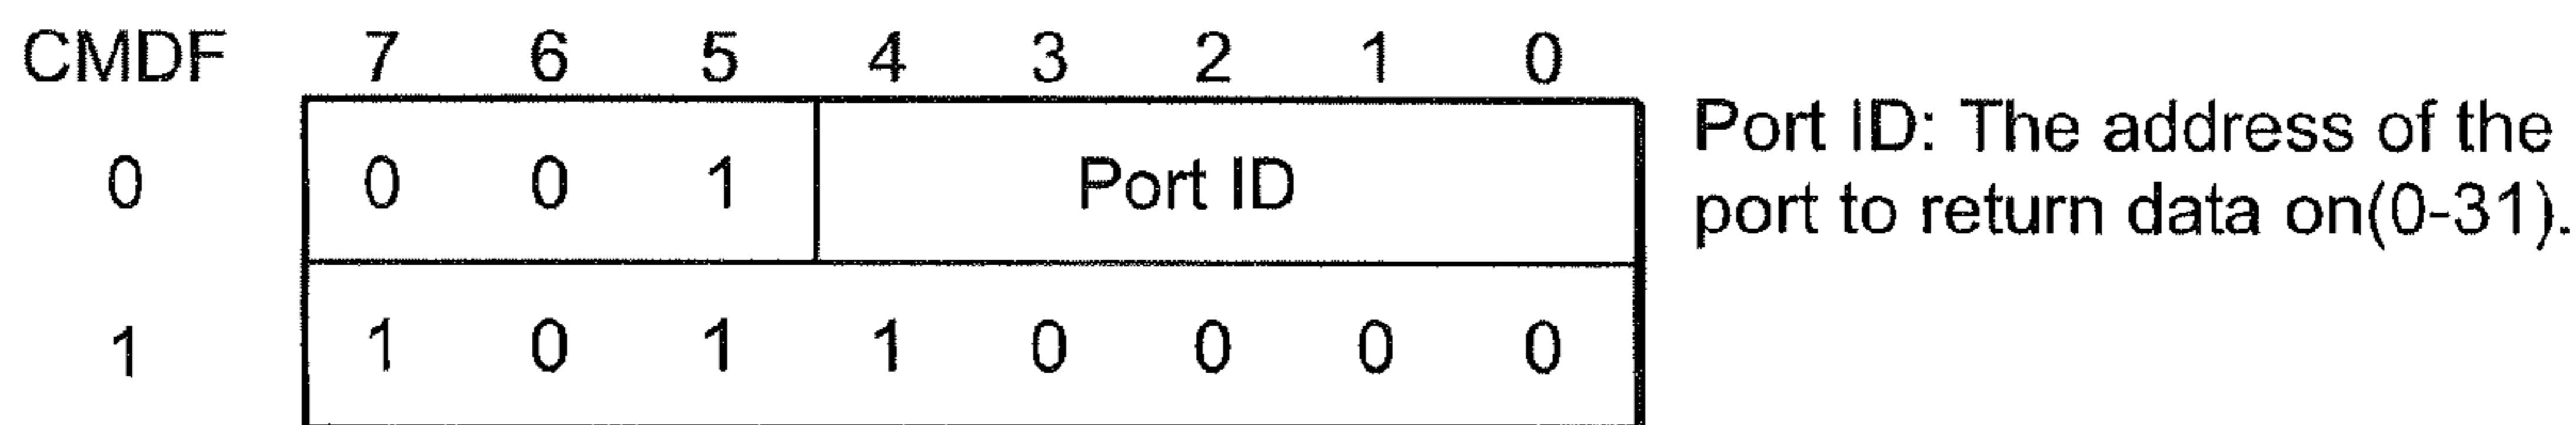 CMDF 7 6 5 4 3 2 1 0
0 0 0 1 Port ID
1 1 0 1 1 0 0 0 0
Port ID: The address of the
port to return data on(0-31).